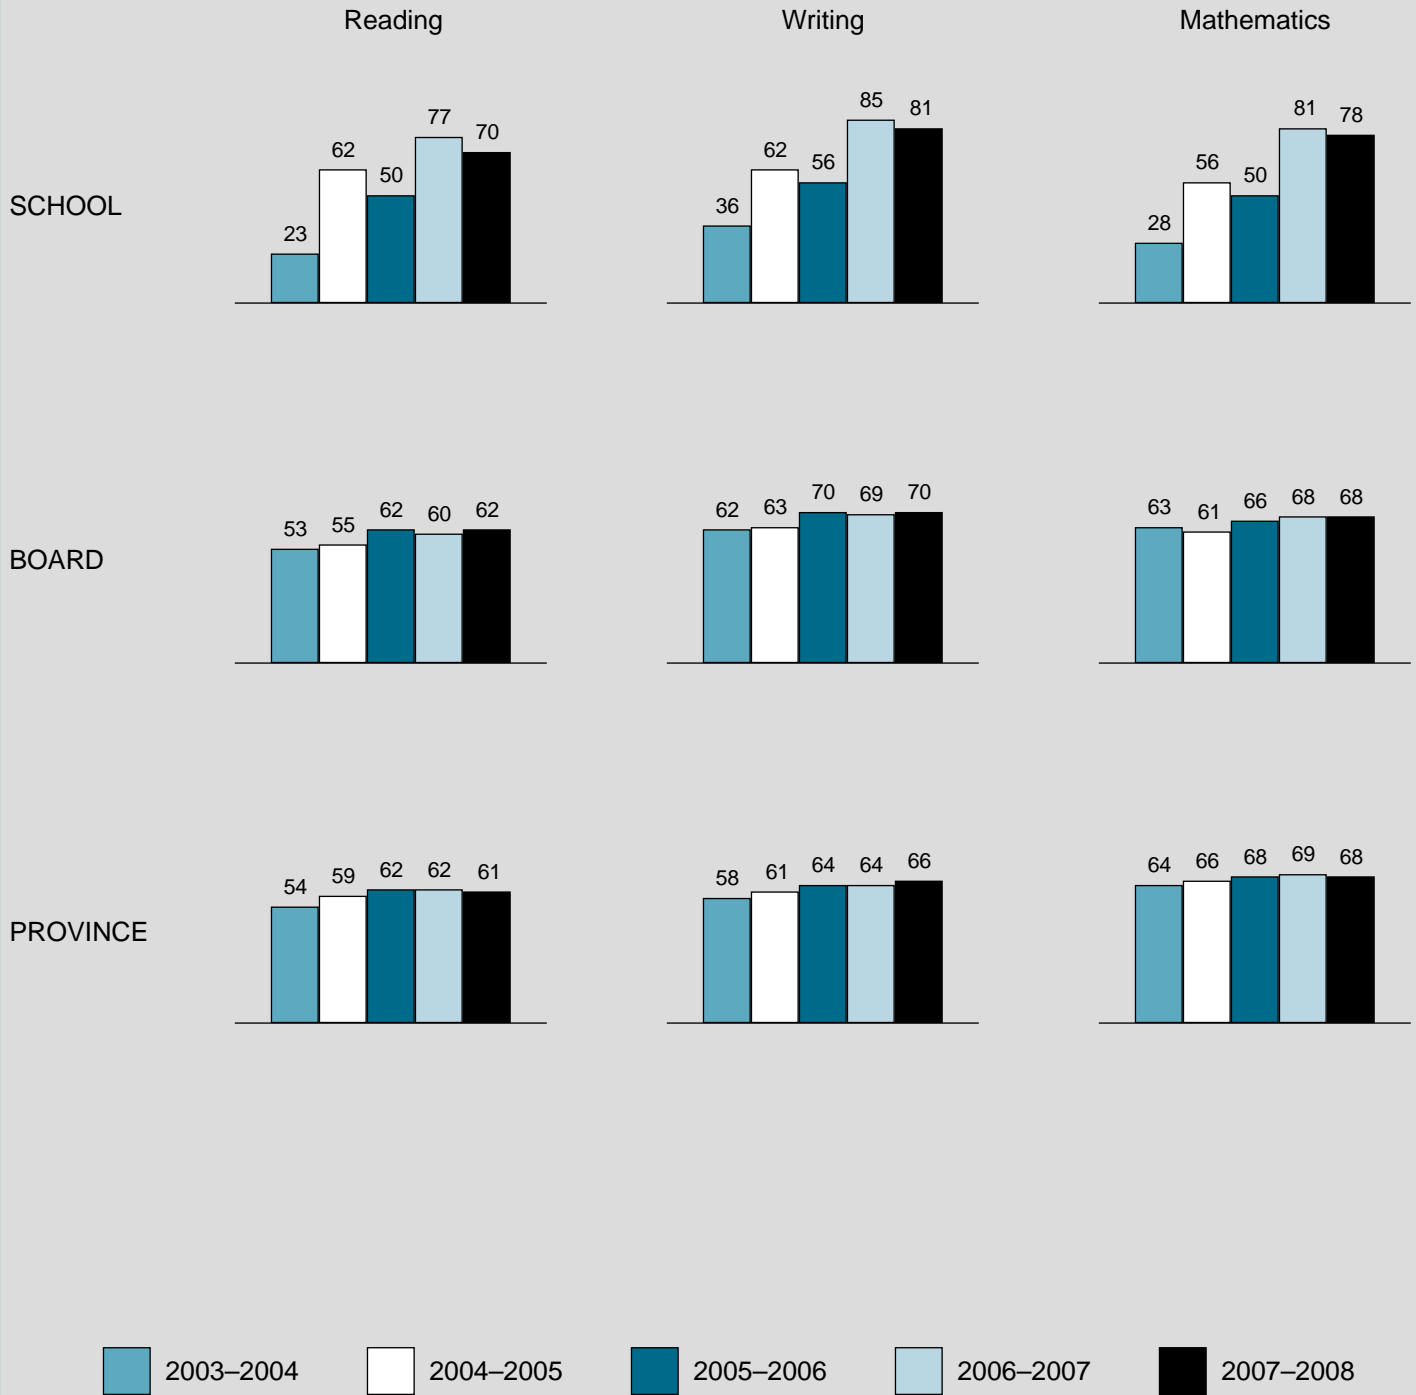 Reading Writing Mathematics
SCHOOL
23 62 50 77 70
36 62 56 85 81
28 56 50 81 78
BOARD
53 55 62 60 62
62 63 70 69 70
63 61 66 68 68
PROVINCE
54 59 62 62 61
58 61 64 64 66
64 66 68 69 68
2003–2004 2004–2005 2005–2006 2006–2007 2007–2008